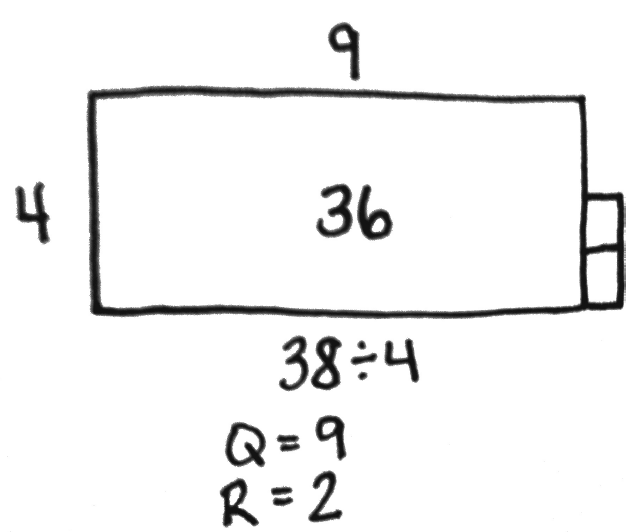 9
4
36
38÷4
Q = 9
R = 2